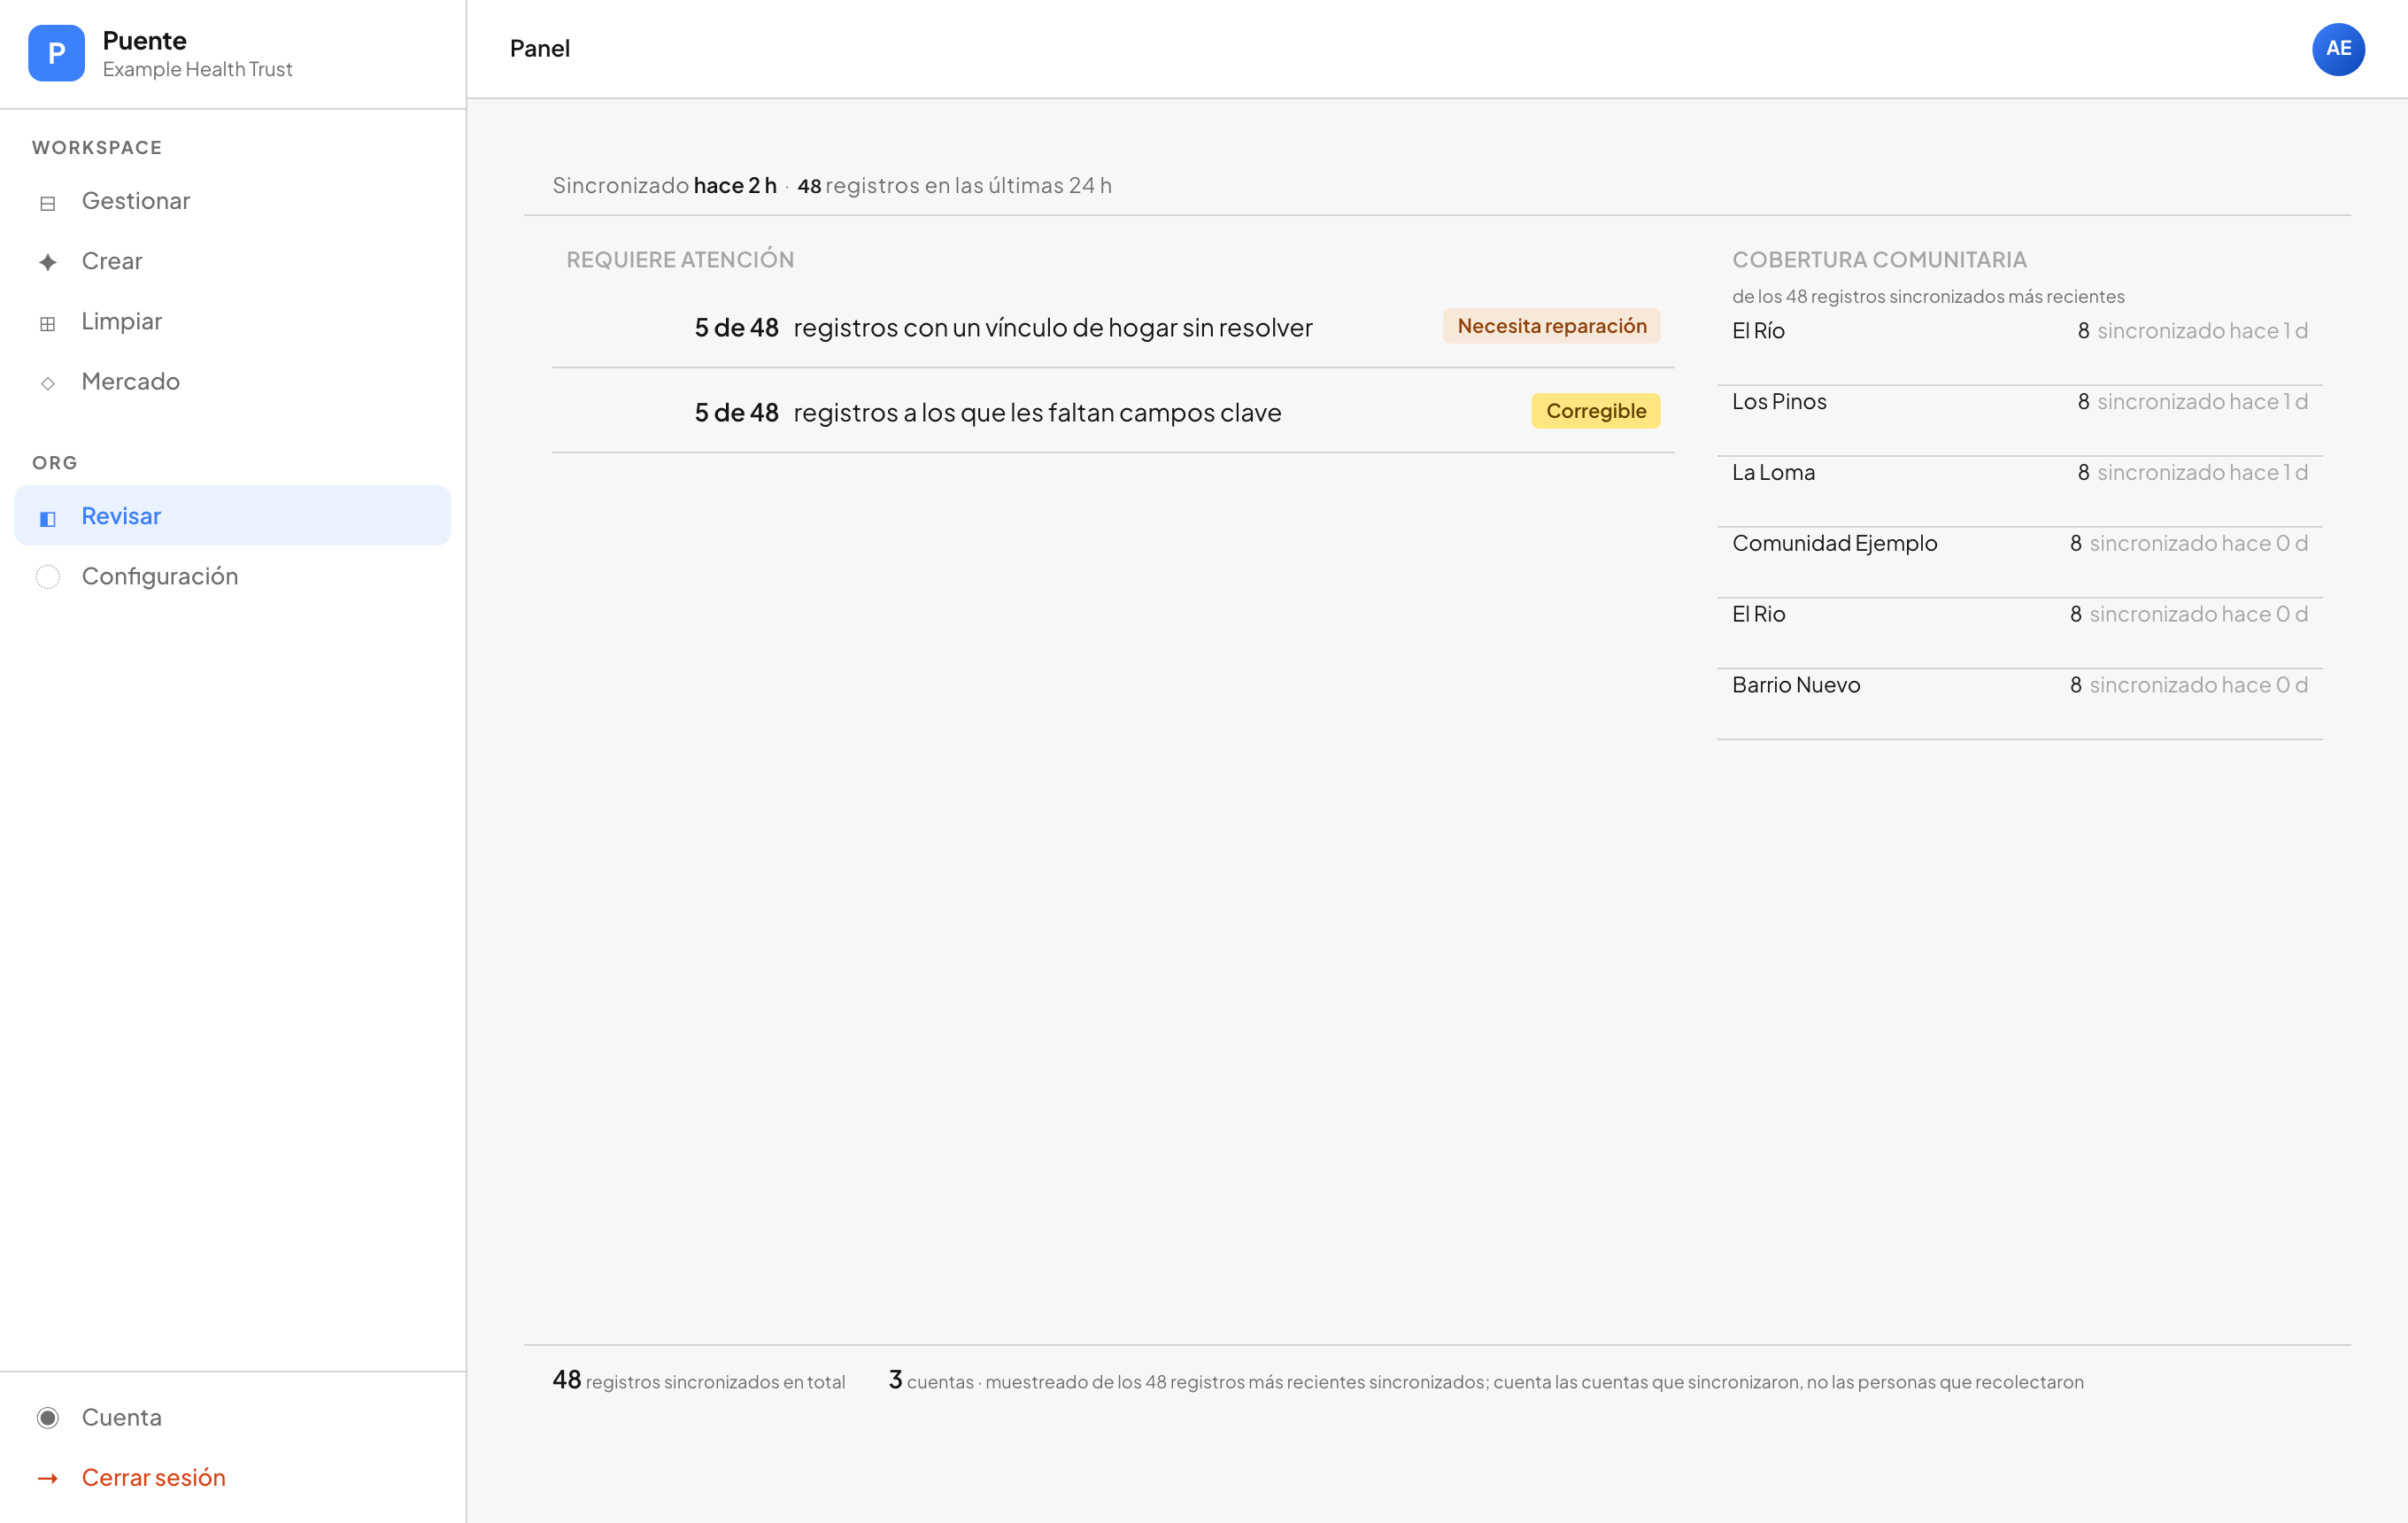 P
Puente
Example Health Trust
WORKSPACE
Gestionar
Crear
Limpiar
Mercado
ORG
Revisar
Configuración
Cuenta
Cerrar sesión
Panel
AE
Sincronizado hace 2 h · 48 registros en las últimas 24 h
REQUIERE ATENCIÓN
5 de 48 registros con un vínculo de hogar sin resolver Necesita reparación
5 de 48 registros a los que les faltan campos clave Corregible
COBERTURA COMUNITARIA
de los 48 registros sincronizados más recientes
El Río 8 sincronizado hace 1 d
Los Pinos 8 sincronizado hace 1 d
La Loma 8 sincronizado hace 1 d
Comunidad Ejemplo 8 sincronizado hace 0 d
El Rio 8 sincronizado hace 0 d
Barrio Nuevo 8 sincronizado hace 0 d
48 registros sincronizados en total 3 cuentas · muestreado de los 48 registros más recientes sincronizados; cuenta las cuentas que sincronizaron, no las personas que recolectaron